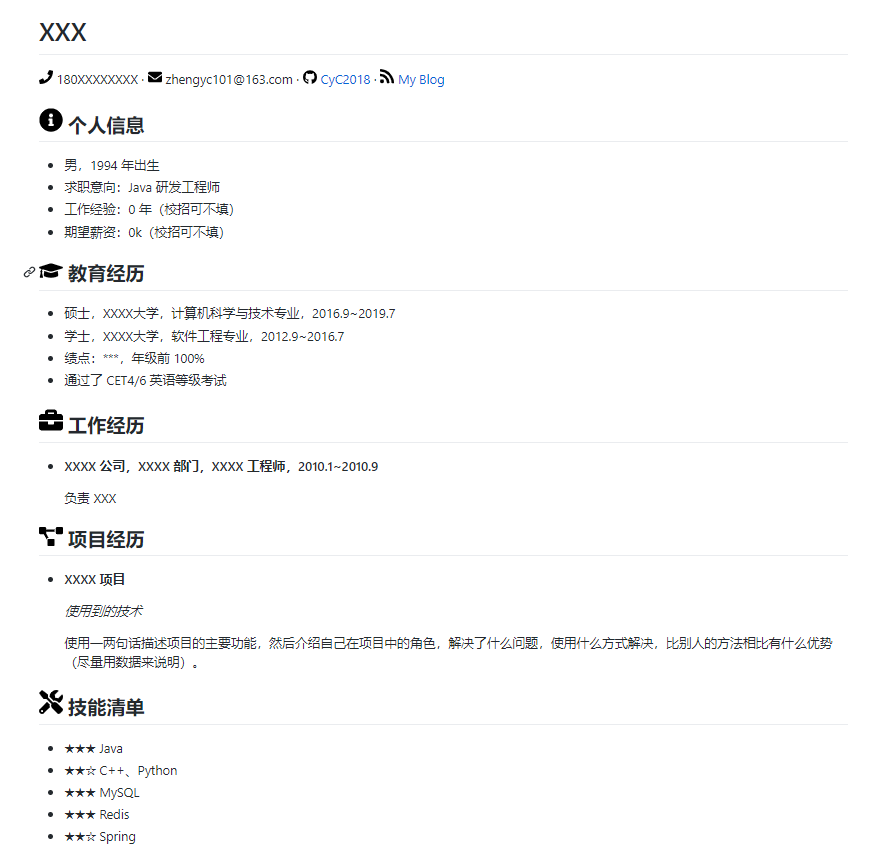 XXX
180XXXXXXXX · zhengyc101@163.com · CyC2018 · My Blog
个人信息
男，1994 年出生
求职意向：Java 研发工程师
工作经验：0 年（校招可不填）
期望薪资：0k（校招可不填）
教育经历
硕士，XXXX大学，计算机科学与技术专业，2016.9~2019.7
学士，XXXX大学，软件工程专业，2012.9~2016.7
绩点：***，年级前 100%
通过了 CET4/6 英语等级考试
工作经历
XXXX 公司，XXXX 部门，XXXX 工程师，2010.1~2010.9
负责 XXX
项目经历
XXXX 项目
使用到的技术
使用一两句话描述项目的主要功能，然后介绍自己在项目中的角色，解决了什么问题，使用什么方式解决，比别人的方法相比有什么优势
（尽量用数据来说明）。
技能清单
★★★ Java
★★☆ C++、Python
★★★ MySQL
★★★ Redis
★★☆ Spring